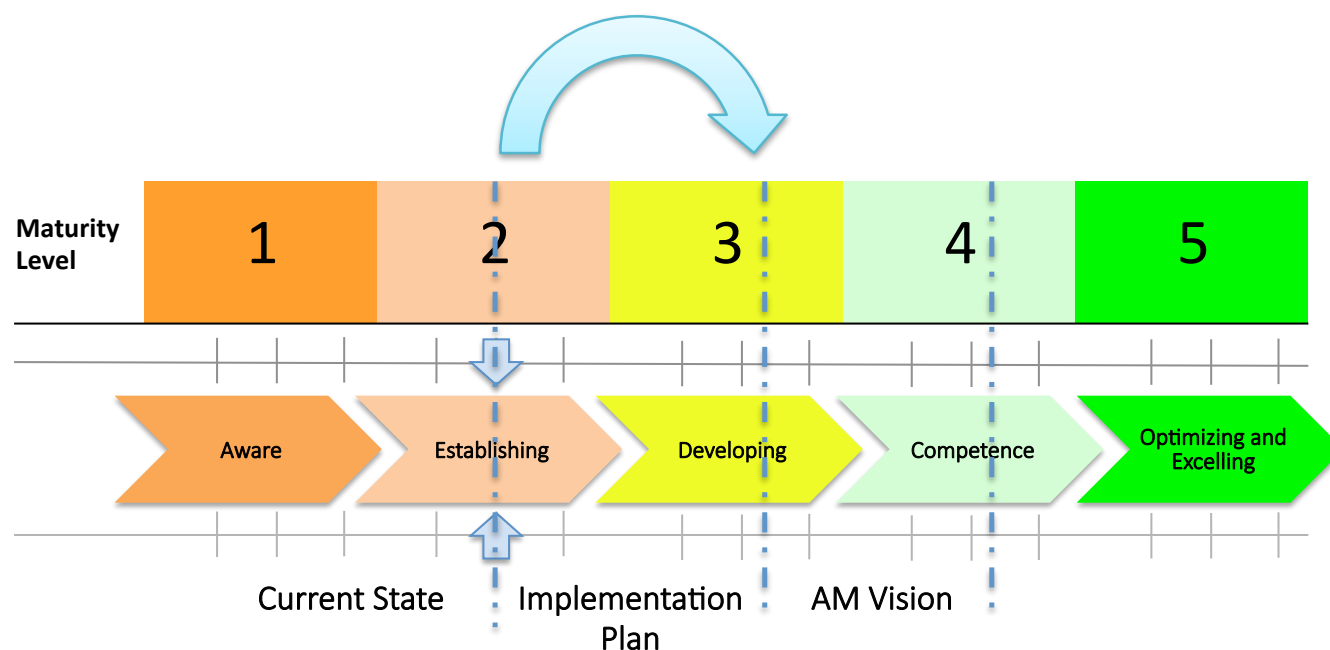 Maturity
Level
1
2
3
4
5
Aware
Establishing
Developing
Competence
Optimizing and
Excelling
Current State
Implementation
Plan
AM Vision